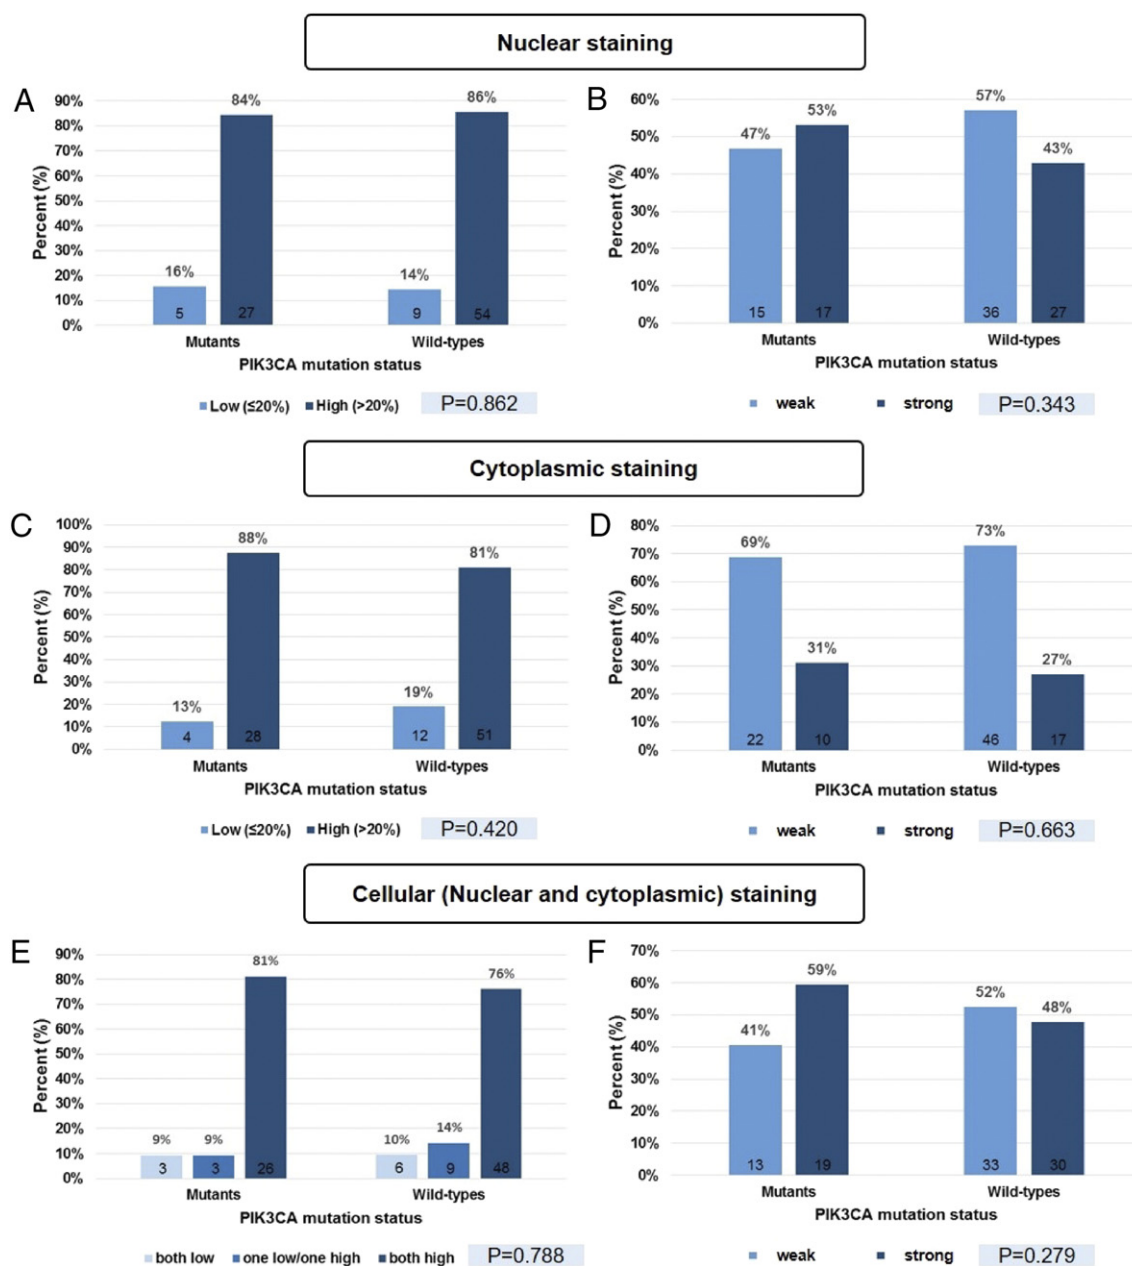 Nuclear staining
A
Percent (%)
90%
80%
70%
60%
50%
40%
30%
20%
10%
0%
16%
84%
14%
86%
5
27
9
54
Mutants
Wild-types
PIK3CA mutation status
Low (≤20%) High (>20%) P=0.862
B
Percent (%)
60%
50%
40%
30%
20%
10%
0%
47%
53%
57%
43%
15
17
36
27
Mutants
Wild-types
PIK3CA mutation status
weak strong P=0.343
Cytoplasmic staining
C
Percent (%)
100%
90%
80%
70%
60%
50%
40%
30%
20%
10%
0%
13%
88%
19%
81%
4
28
12
51
Mutants
Wild-types
PIK3CA mutation status
Low (≤20%) High (>20%) P=0.420
D
Percent (%)
80%
70%
60%
50%
40%
30%
20%
10%
0%
69%
31%
73%
27%
22
10
46
17
Mutants
Wild-types
PIK3CA mutation status
weak strong P=0.663
Cellular (Nuclear and cytoplasmic) staining
E
Percent (%)
90%
80%
70%
60%
50%
40%
30%
20%
10%
0%
9%
9%
81%
10%
14%
76%
3
3
26
6
9
48
Mutants
Wild-types
PIK3CA mutation status
both low one low/one high both high P=0.788
F
Percent (%)
70%
60%
50%
40%
30%
20%
10%
0%
41%
59%
52%
48%
13
19
33
30
Mutants
Wild-types
PIK3CA mutation status
weak strong P=0.279